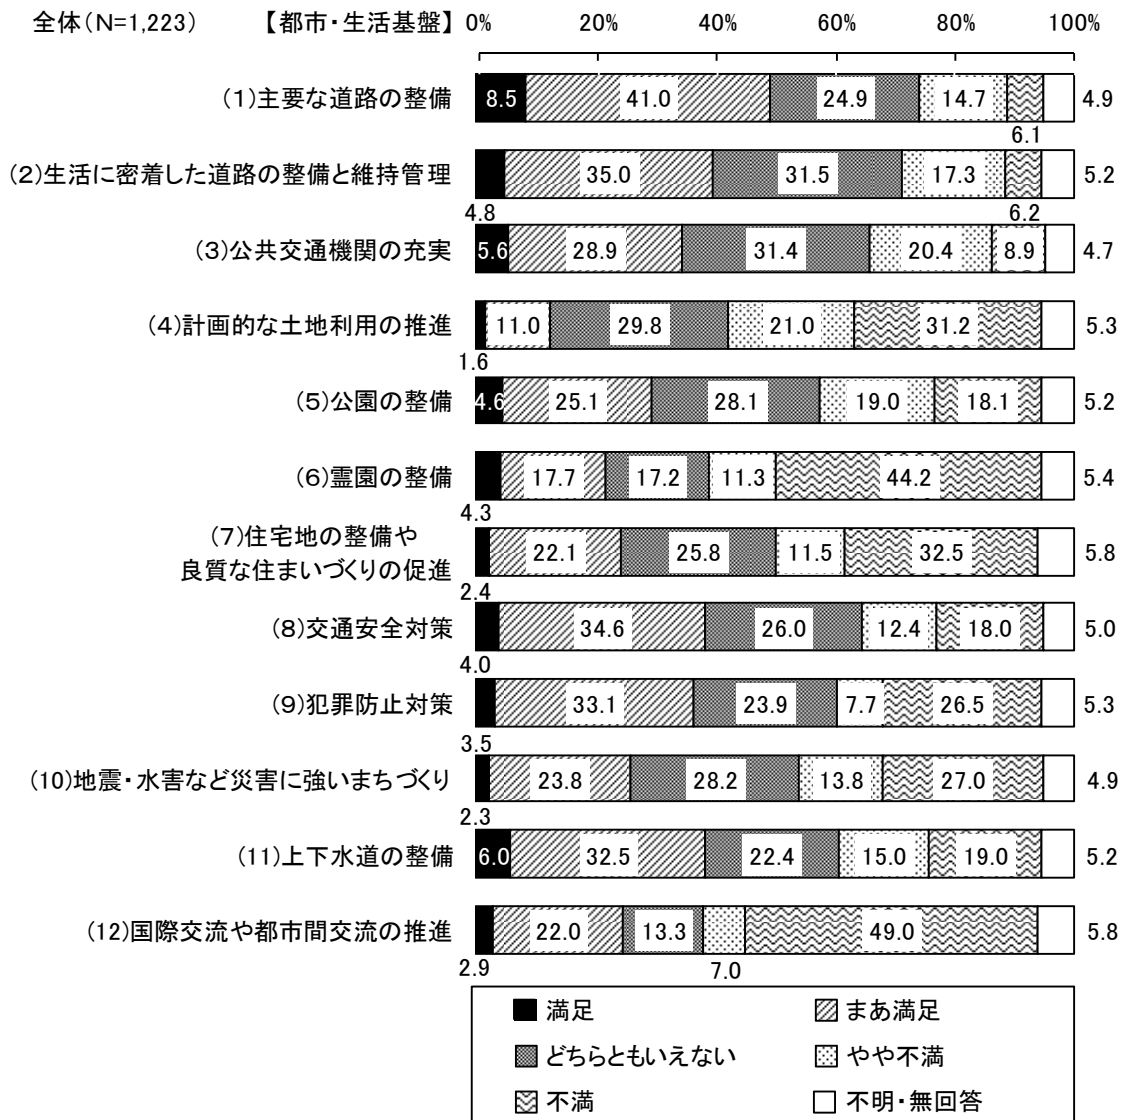 全体（N=1,223） 【都市・生活基盤】 0% 20% 40% 60% 80% 100%
(1)主要な道路の整備 8.5 41.0 24.9 14.7 4.9
6.1
(2)生活に密着した道路の整備と維持管理 35.0 31.5 17.3 5.2
4.8 6.2
(3)公共交通機関の充実 5.6 28.9 31.4 20.4 8.9 4.7
(4)計画的な土地利用の推進 11.0 29.8 21.0 31.2 5.3
1.6
(5)公園の整備 4.6 25.1 28.1 19.0 18.1 5.2
(6)霊園の整備 17.7 17.2 11.3 44.2 5.4
4.3
(7)住宅地の整備や
良質な住まいづくりの促進 22.1 25.8 11.5 32.5 5.8
2.4
(8)交通安全対策 34.6 26.0 12.4 18.0 5.0
4.0
(9)犯罪防止対策 33.1 23.9 7.7 26.5 5.3
3.5
(10)地震・水害など災害に強いまちづくり 23.8 28.2 13.8 27.0 4.9
2.3
(11)上下水道の整備 6.0 32.5 22.4 15.0 19.0 5.2
(12)国際交流や都市間交流の推進 22.0 13.3 49.0 5.8
2.9 7.0
満足 まあ満足
どちらともいえない やや不満
不満 不明・無回答